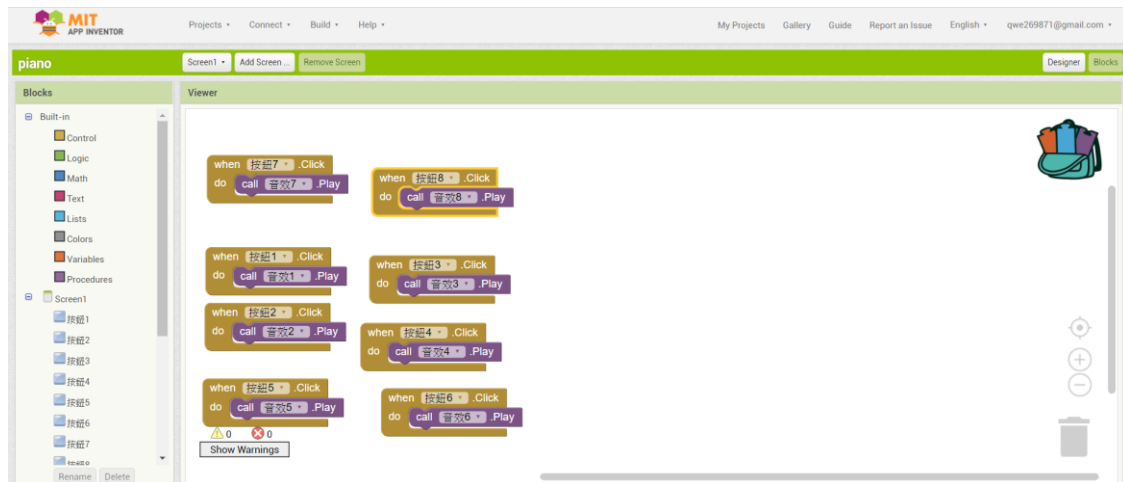 MIT
APP INVENTOR
Projects
Connect
Build
Help
My Projects
Gallery
Guide
Report an Issue
English
qwe269871@gmail.com
piano
Screen1
Add Screen ...
Remove Screen
Designer
Blocks
Blocks
Viewer
Built-in
Control
Logic
Math
Text
Lists
Colors
Variables
Procedures
Screen1
按鈕1
按鈕2
按鈕3
按鈕4
按鈕5
按鈕6
按鈕7
按鈕8
Rename
Delete
when 按鈕7 .Click
do call 音效7 .Play
when 按鈕8 .Click
do call 音效8 .Play
when 按鈕1 .Click
do call 音效1 .Play
when 按鈕3 .Click
do call 音效3 .Play
when 按鈕2 .Click
do call 音效2 .Play
when 按鈕4 .Click
do call 音效4 .Play
when 按鈕5 .Click
do call 音效5 .Play
when 按鈕6 .Click
do call 音效6 .Play
0
0
Show Warnings